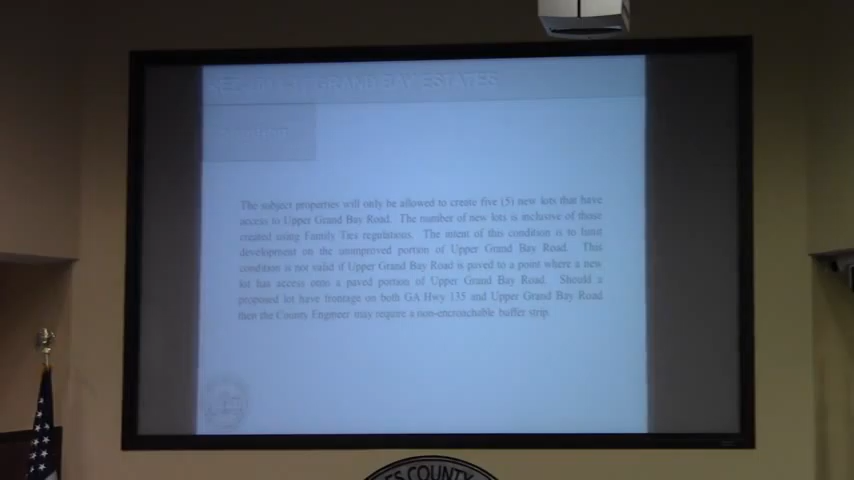 GRAND BAY ESTATES
The subject properties will only be allowed to create five (5) new lots that have
access to Upper Grand Bay Road. The number of new lots is inclusive of those
created using Family Ties regulations. The intent of this condition is to limit
development on the unimproved portion of Upper Grand Bay Road. This
condition is not valid if Upper Grand Bay Road is paved to a point where a new
lot has access onto a paved portion of Upper Grand Bay Road. Should a
proposed lot have frontage on both GA Hwy 135 and Upper Grand Bay Road
then the County Engineer may require a non-encroachable buffer strip.
ES COUNTY